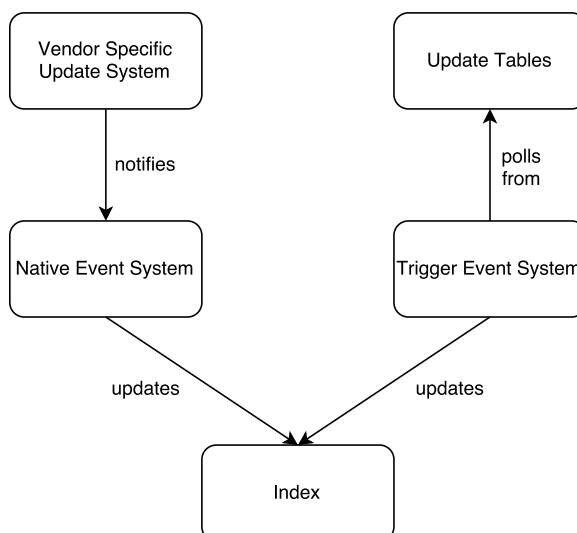 Vendor Specific
Update System
Update Tables
notifies
polls
from
Native Event System
Trigger Event System
updates
updates
Index